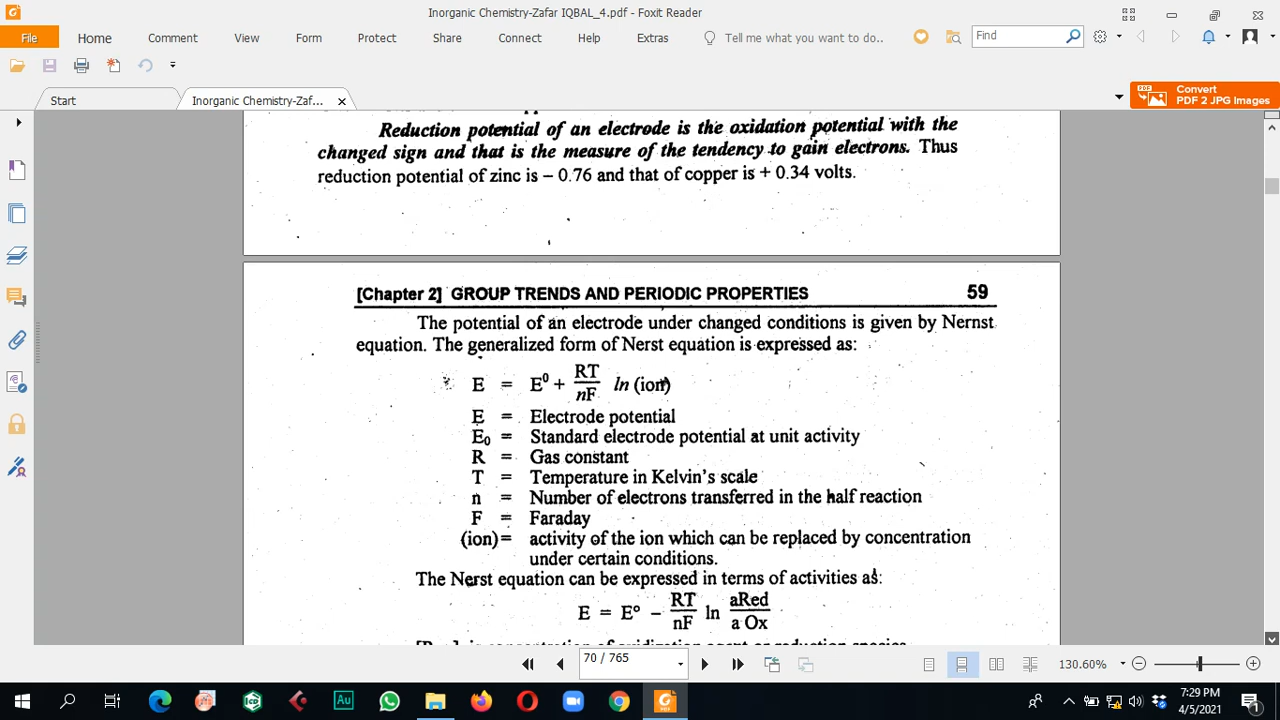 Inorganic Chemistry-Zafar IQBAL_4.pdf - Foxit Reader
File Home Comment View Form Protect Share Connect Help Extras Tell me what you want to do.. Find
Start Inorganic Chemistry-Zaf...
Convert
PDF 2 JPG Images
Reduction potential of an electrode is the oxidation potential with the
changed sign and that is the measure of the tendency to gain electrons. Thus
reduction potential of zinc is – 0.76 and that of copper is + 0.34 volts.
[Chapter 2] GROUP TRENDS AND PERIODIC PROPERTIES 59
The potential of an electrode under changed conditions is given by Nernst
equation. The generalized form of Nerst equation is expressed as:
E = E⁰ + RT/nF ln (ion)
E = Electrode potential
E₀ = Standard electrode potential at unit activity
R = Gas constant
T = Temperature in Kelvin's scale
n = Number of electrons transferred in the half reaction
F = Faraday
(ion) = activity of the ion which can be replaced by concentration
under certain conditions.
The Nerst equation can be expressed in terms of activities as:
E = E° – RT/nF ln aRed/a Ox
is concentration of oxidization agent or reduction species
70 / 765
130.60%
7:29 PM
4/5/2021